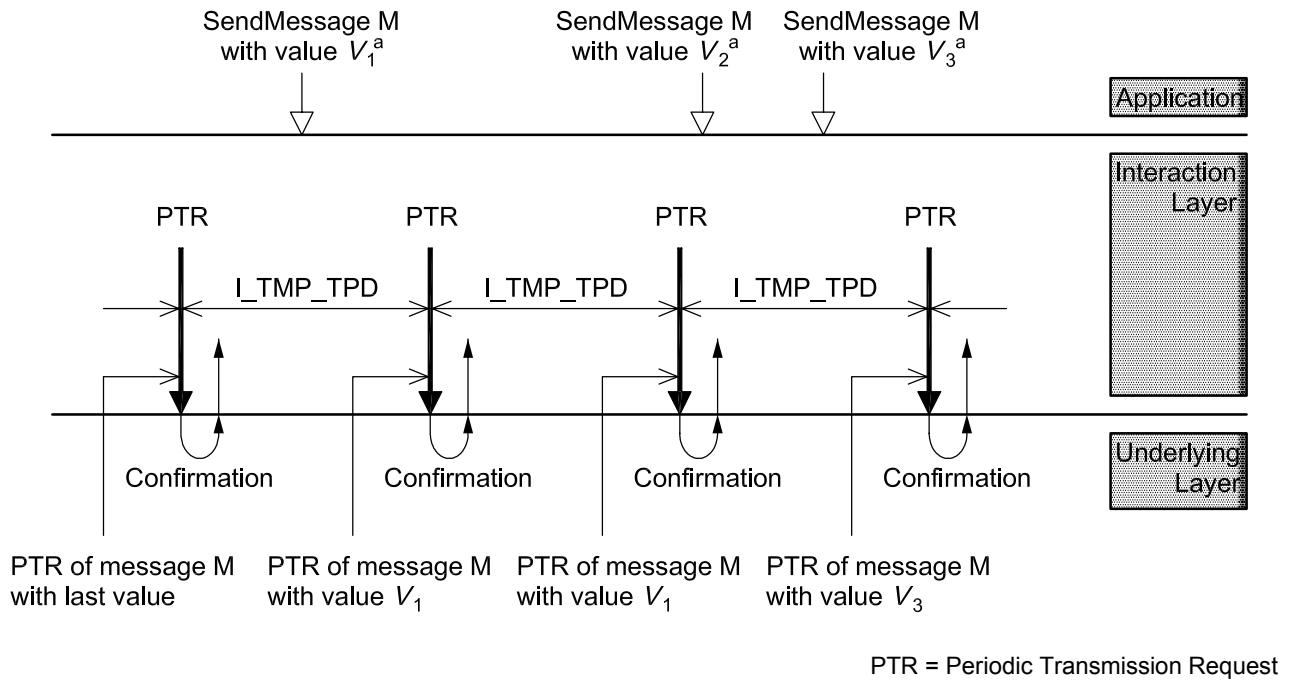 SendMessage M
with value V₁ᵃ
SendMessage M
with value V₂ᵃ
SendMessage M
with value V₃ᵃ
Application
Interaction
Layer
PTR
PTR
PTR
PTR
I_TMP_TPD
I_TMP_TPD
I_TMP_TPD
Confirmation
Confirmation
Confirmation
Confirmation
Underlying
Layer
PTR of message M
with last value
PTR of message M
with value V₁
PTR of message M
with value V₁
PTR of message M
with value V₃
PTR = Periodic Transmission Request